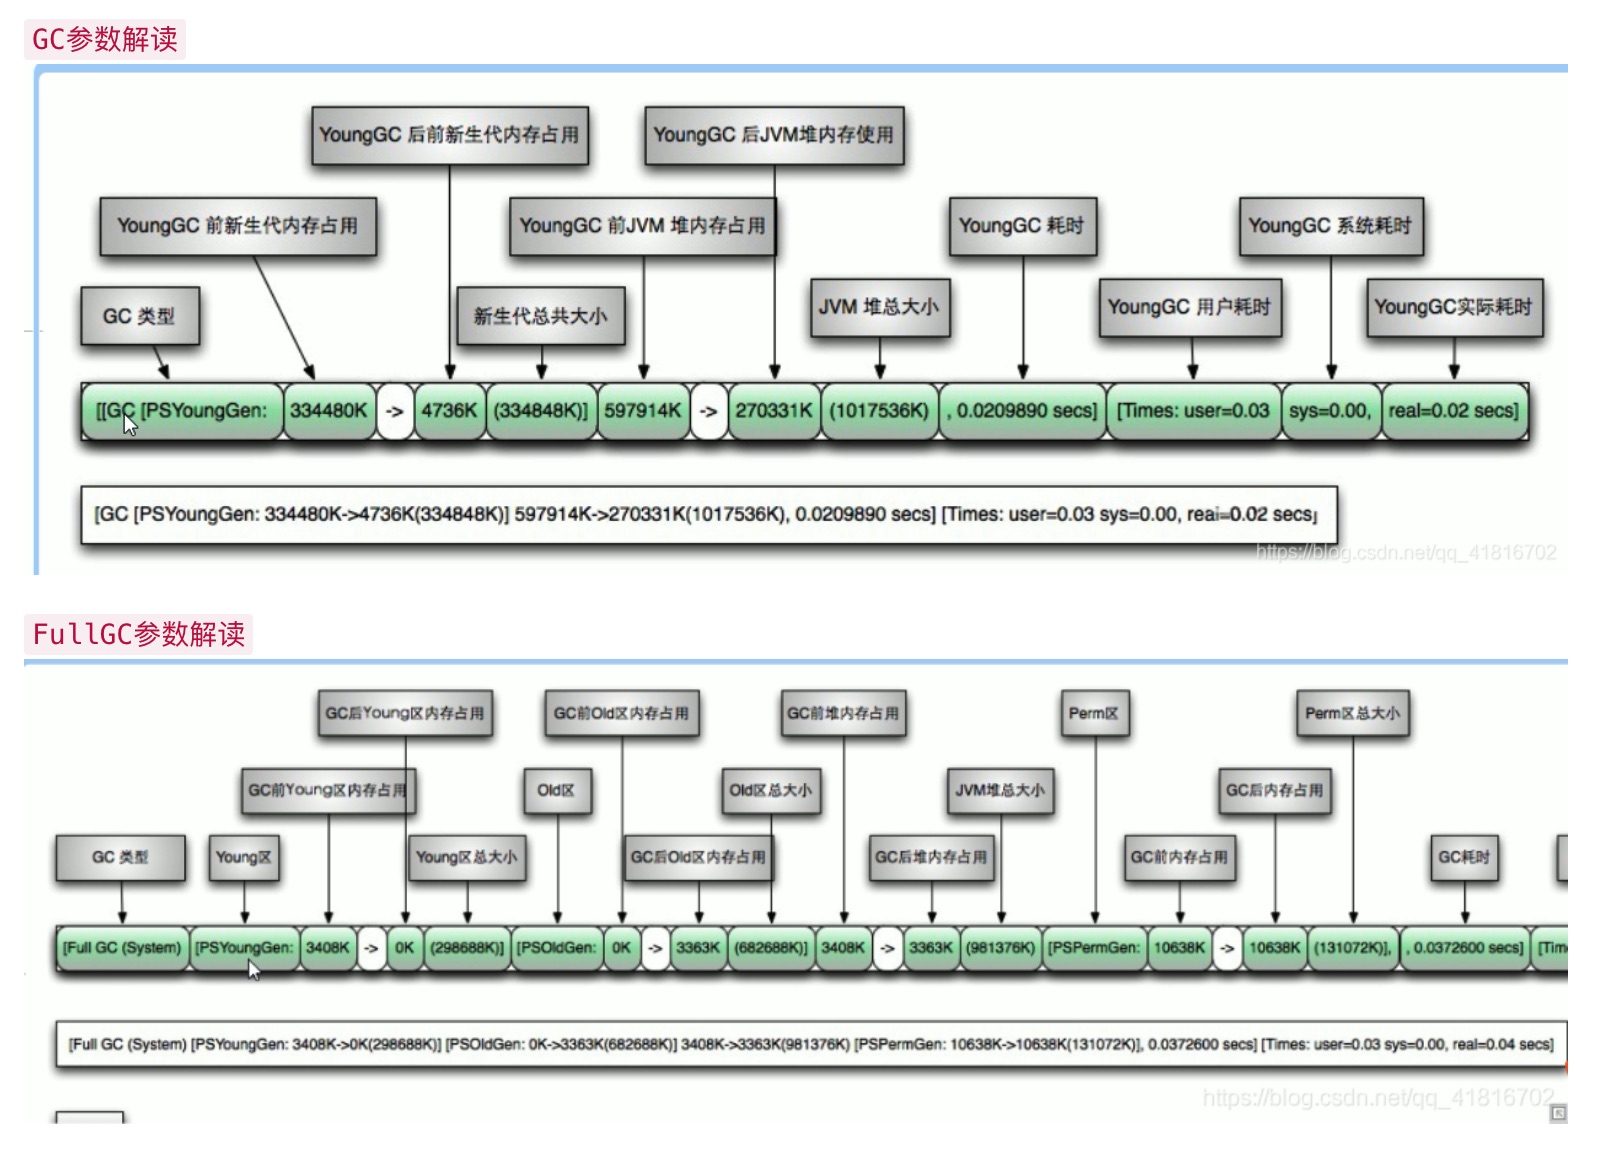 GC参数解读
YoungGC 后前新生代内存占用
YoungGC 后JVM堆内存使用
YoungGC 前新生代内存占用
YoungGC 前JVM 堆内存占用
YoungGC 耗时
YoungGC 系统耗时
GC 类型
新生代总共大小
JVM 堆总大小
YoungGC 用户耗时
YoungGC实际耗时
[[GC [PSYoungGen: 334480K -> 4736K (334848K)] 597914K -> 270331K (1017536K) , 0.0209890 secs] [Times: user=0.03 sys=0.00, real=0.02 secs]
[GC [PSYoungGen: 334480K->4736K(334848K)] 597914K->270331K(1017536K), 0.0209890 secs] [Times: user=0.03 sys=0.00, real=0.02 secs]
https://blog.csdn.net/qq_41816702
FullGC参数解读
GC后Young区内存占用
GC前Old区内存占用
GC前堆内存占用
Perm区
Perm区总大小
GC前Young区内存占用
Old区
Old区总大小
JVM堆总大小
GC后内存占用
GC 类型
Young区
Young区总大小
GC后Old区内存占用
GC后堆内存占用
GC前内存占用
GC耗时
[Full GC (System) [PSYoungGen: 3408K -> 0K (298688K)] [PSOldGen: 0K -> 3363K (682688K)] 3408K -> 3363K (981376K) [PSPermGen: 10638K -> 10638K (131072K)], , 0.0372600 secs] [Tim
[Full GC (System) [PSYoungGen: 3408K->0K(298688K)] [PSOldGen: 0K->3363K(682688K)] 3408K->3363K(981376K) [PSPermGen: 10638K->10638K(131072K)], 0.0372600 secs] [Times: user=0.03 sys=0.00, real=0.04 secs]
https://blog.csdn.net/qq_41816702